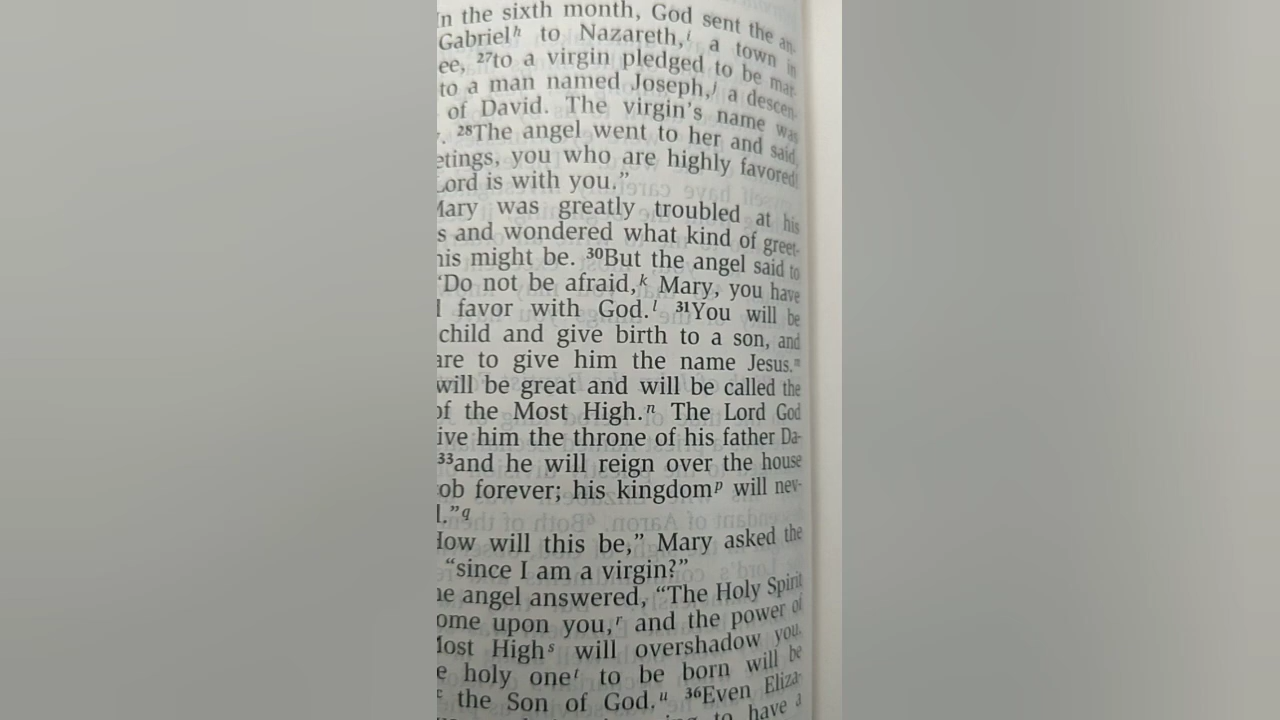 In the sixth month, God sent the an-
Gabrielʰ to Nazareth,ⁱ a town in
ee, ²⁷to a virgin pledged to be mar-
to a man named Joseph,ʲ a descen-
of David. The virgin's name was
. ²⁸The angel went to her and said,
etings, you who are highly favored!
Lord is with you."
Mary was greatly troubled at his
s and wondered what kind of greet-
his might be. ³⁰But the angel said to
"Do not be afraid,ᵏ Mary, you have
favor with God.ˡ ³¹You will be
child and give birth to a son, and
are to give him the name Jesus.ᵐ
will be great and will be called the
of the Most High.ⁿ The Lord God
ive him the throne of his father Da-
³³and he will reign over the house
ob forever; his kingdomᵖ will nev-
l."q
How will this be," Mary asked the
"since I am a virgin?"
he angel answered, "The Holy Spirit
ome upon you,ʳ and the power of
Most Highˢ will overshadow you.
e holy oneᵗ to be born will be
the Son of God.ᵘ ³⁶Even Eliza-
to have a